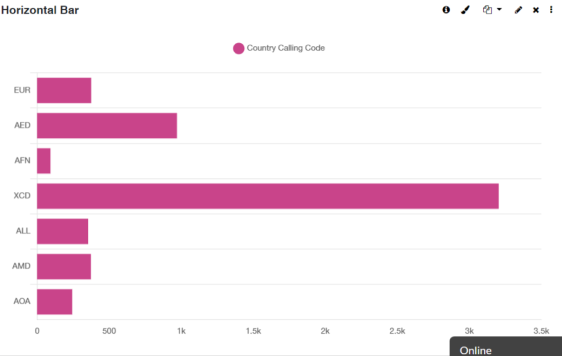 Horizontal Bar
Country Calling Code
EUR
AED
AFN
XCD
ALL
AMD
AOA
0 500 1k 1.5k 2k 2.5k 3k 3.5k
Online